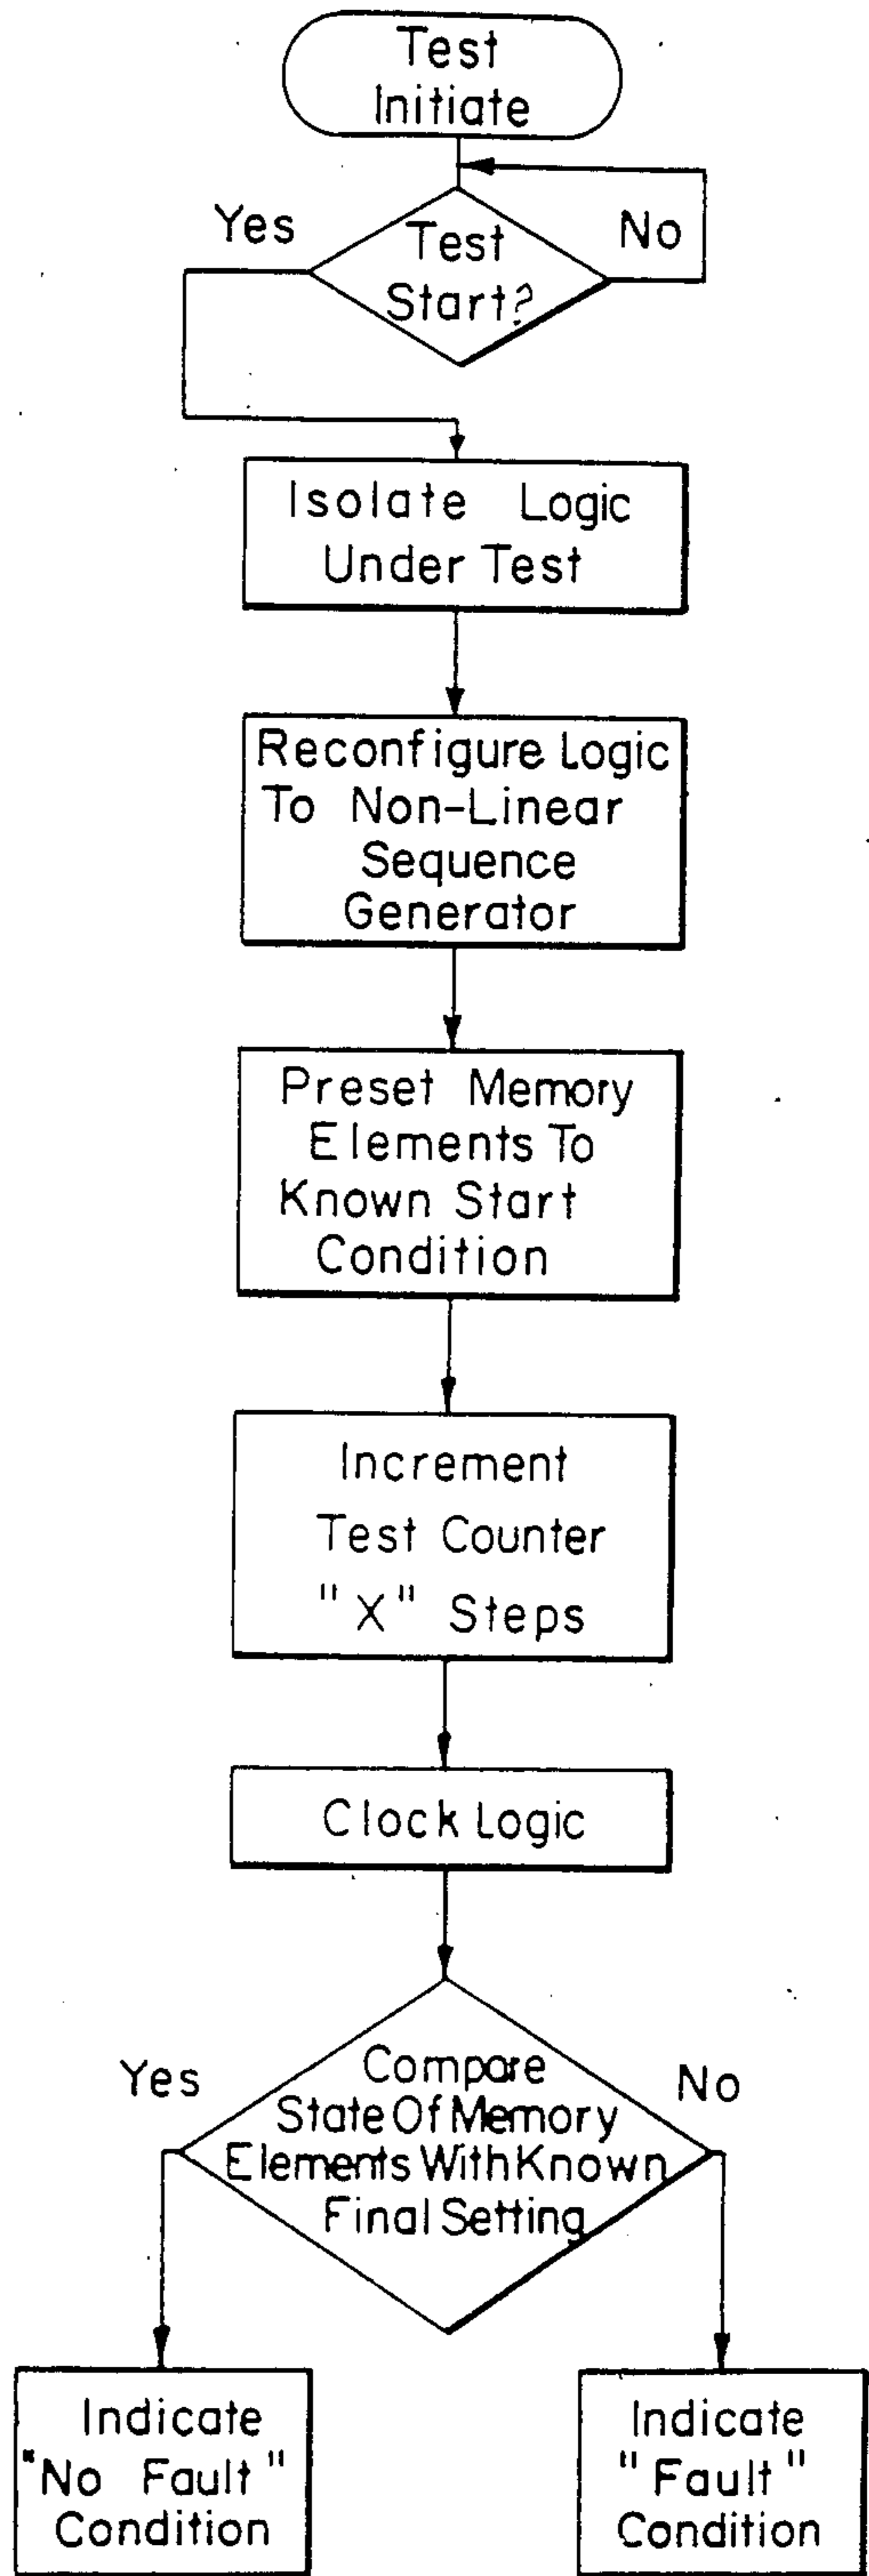 Test
Initiate
Yes
Test
Start?
No
Isolate Logic
Under Test
Reconfigure Logic
To Non-Linear
Sequence
Generator
Preset Memory
Elements To
Known Start
Condition
Increment
Test Counter
"X" Steps
Clock Logic
Yes
Compare
State Of Memory
Elements With Known
Final Setting
No
Indicate
"No Fault"
Condition
Indicate
"Fault"
Condition